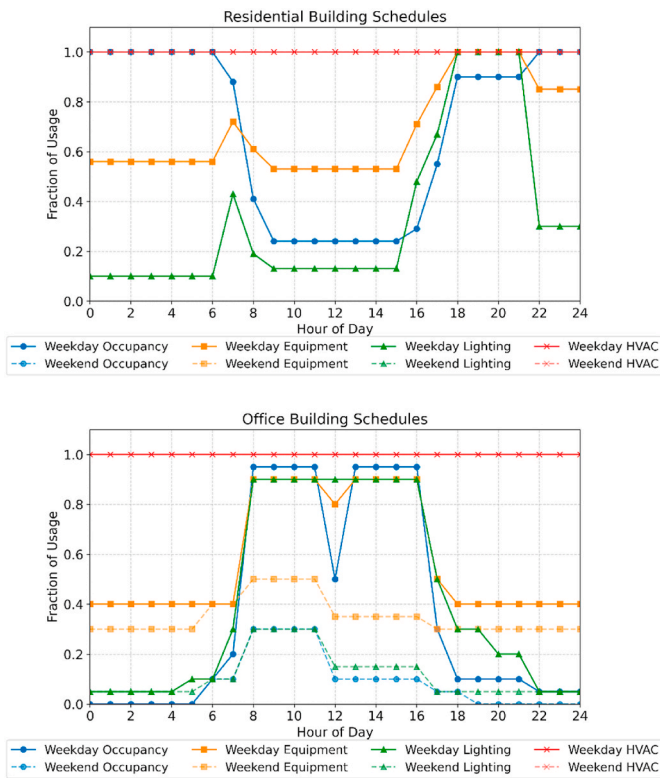 Residential Building Schedules
1.0
0.8
0.6
0.4
0.2
0.0
Fraction of Usage
0 2 4 6 8 10 12 14 16 18 20 22 24
Hour of Day
Weekday Occupancy Weekday Equipment Weekday Lighting Weekday HVAC
Weekend Occupancy Weekend Equipment Weekend Lighting Weekend HVAC
Office Building Schedules
1.0
0.8
0.6
0.4
0.2
0.0
Fraction of Usage
0 2 4 6 8 10 12 14 16 18 20 22 24
Hour of Day
Weekday Occupancy Weekday Equipment Weekday Lighting Weekday HVAC
Weekend Occupancy Weekend Equipment Weekend Lighting Weekend HVAC